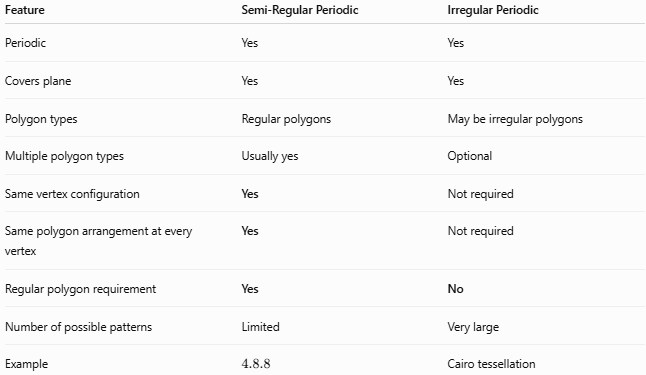 Feature Semi-Regular Periodic Irregular Periodic
Periodic Yes Yes
Covers plane Yes Yes
Polygon types Regular polygons May be irregular polygons
Multiple polygon types Usually yes Optional
Same vertex configuration Yes Not required
Same polygon arrangement at every Yes Not required
vertex
Regular polygon requirement Yes No
Number of possible patterns Limited Very large
Example 4.8.8 Cairo tessellation